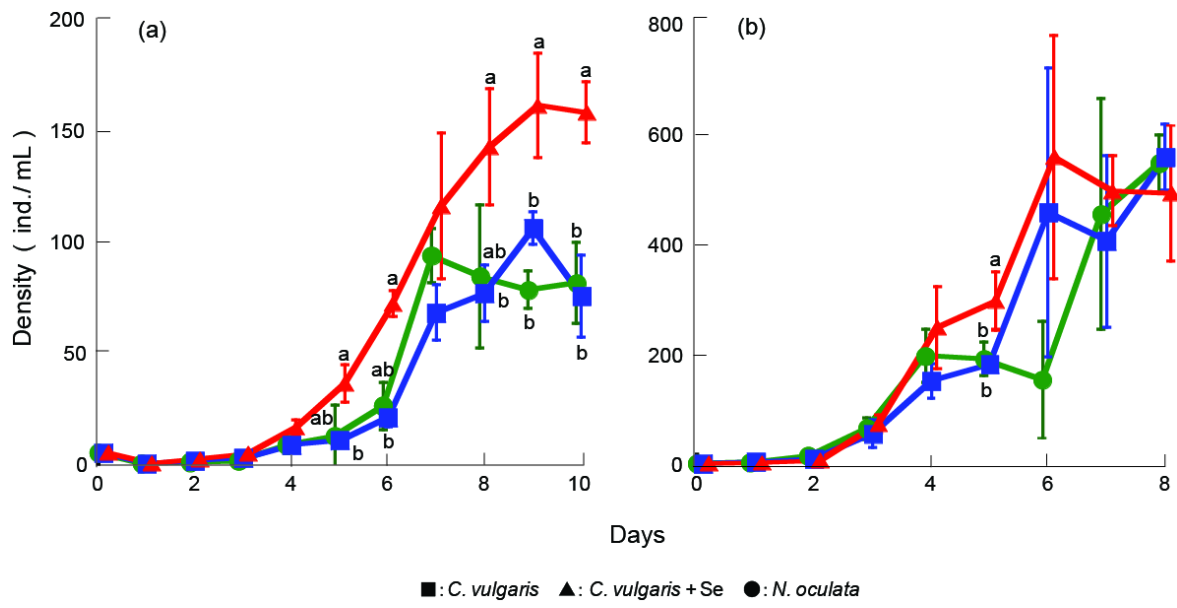 (a)
(b)
Density ( ind./ mL )
200
150
100
50
0
a
a
a
a
a
ab
ab
ab
b
b
b
b
b
b
b
0
2
4
6
8
10
800
600
400
200
0
a
b
b
0
2
4
6
8
Days
■ : C. vulgaris ▲ : C. vulgaris + Se ● : N. oculata